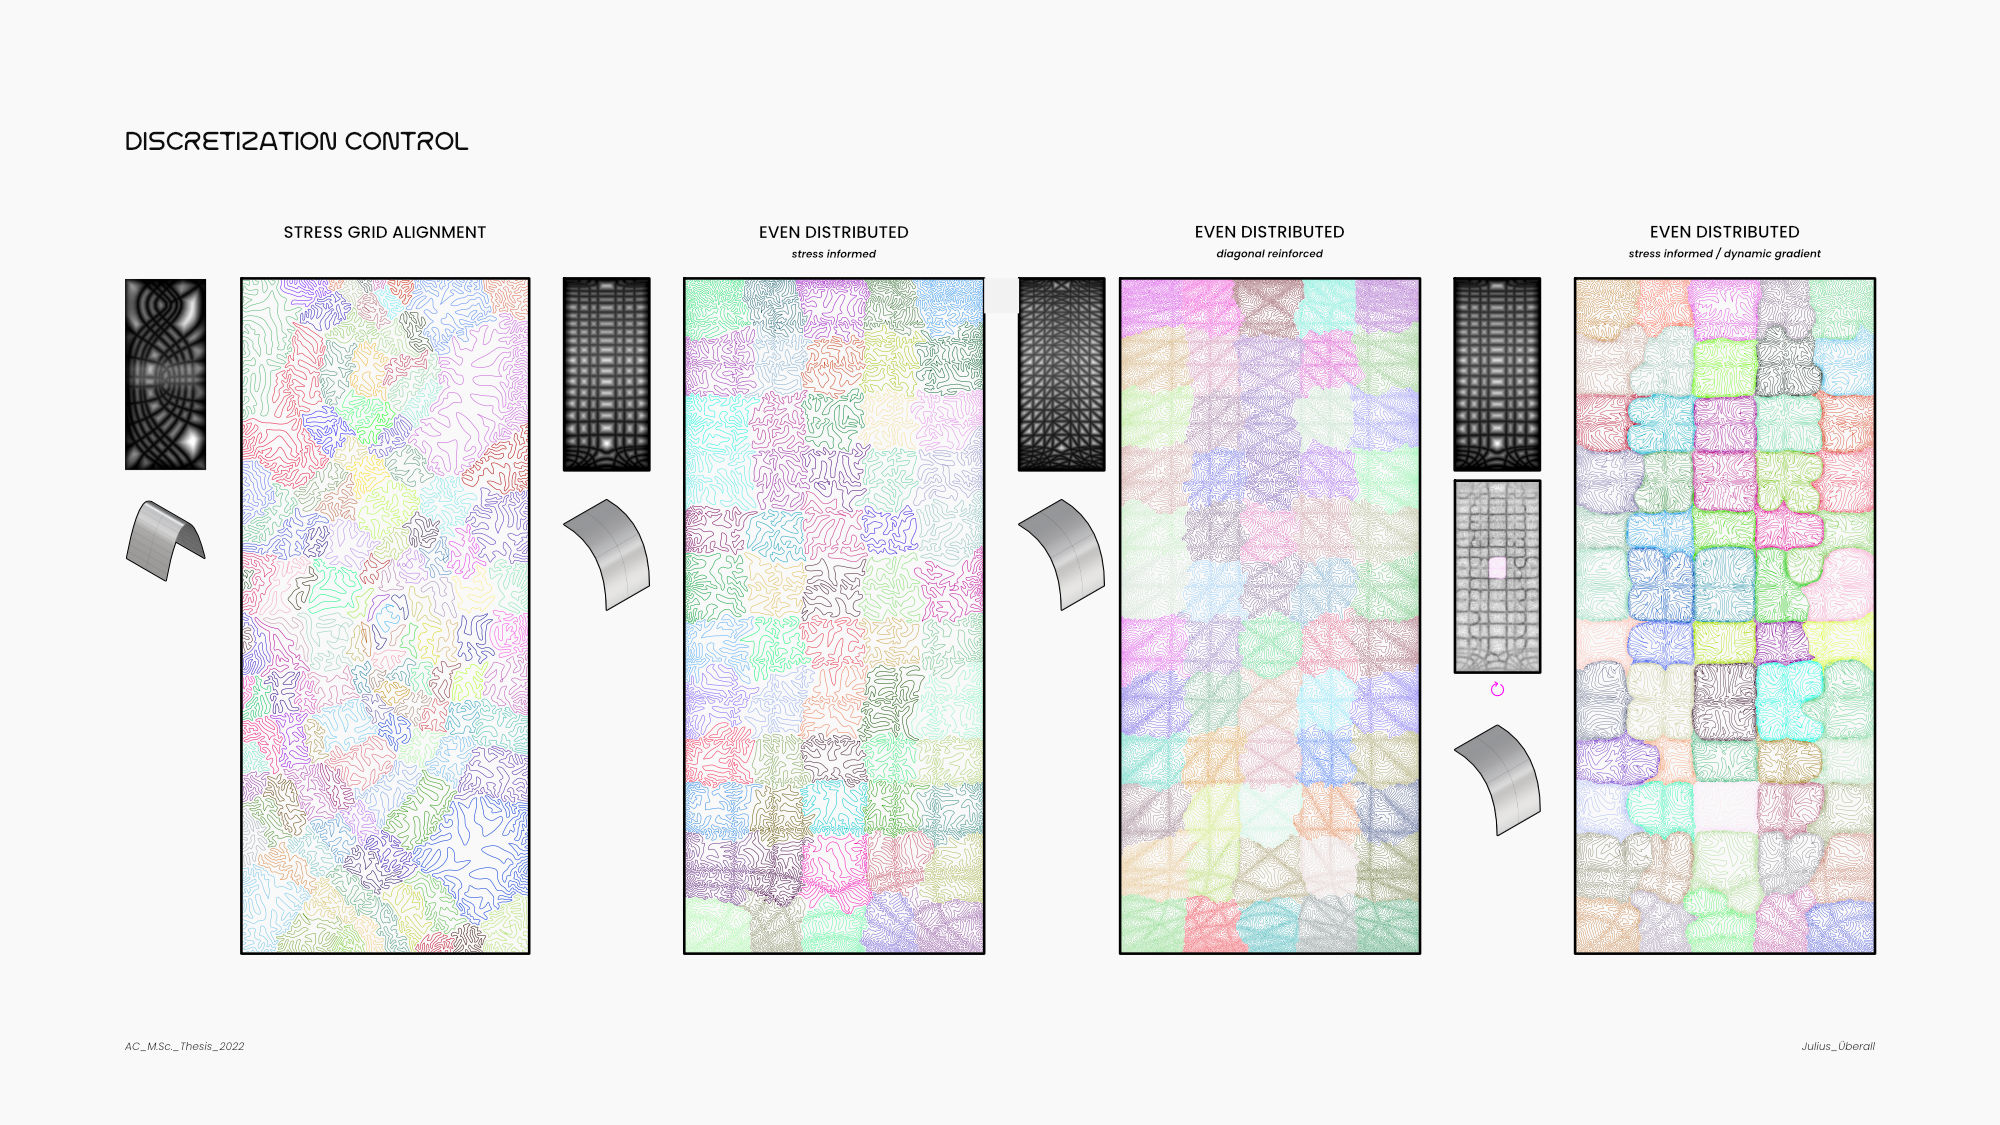 DISCRETIZATION CONTROL
STRESS GRID ALIGNMENT
EVEN DISTRIBUTED
stress informed
EVEN DISTRIBUTED
diagonal reinforced
EVEN DISTRIBUTED
stress informed / dynamic gradient
AC_M.Sc._Thesis_2022
Julius_Überall